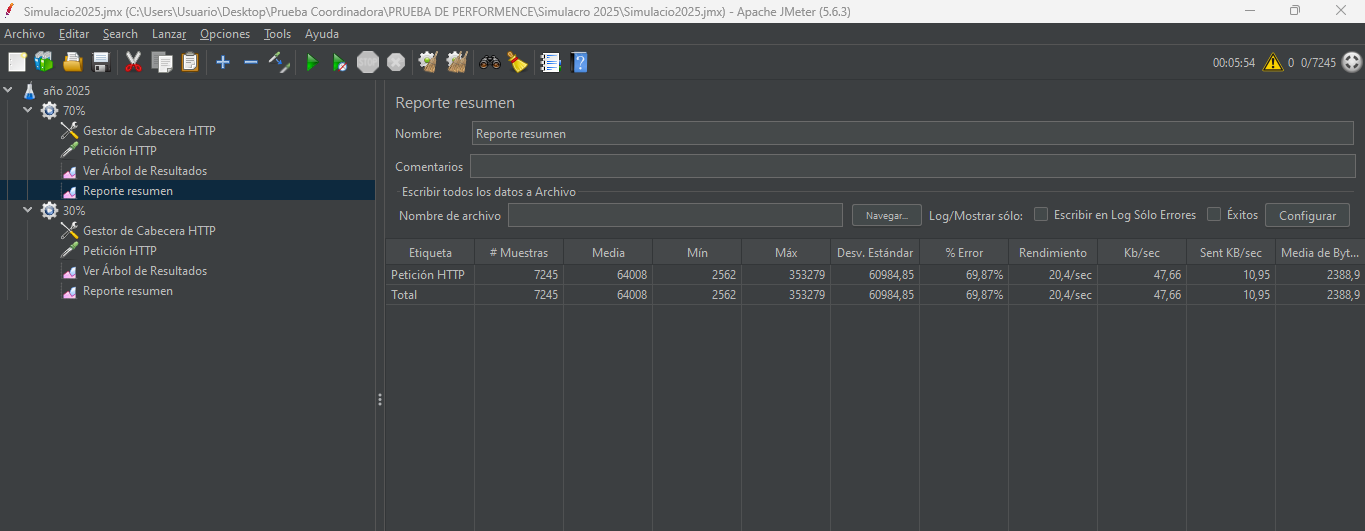 Simulacio2025.jmx (C:\Users\Usuario\Desktop\Prueba Coordinadora\PRUEBA DE PERFORMENCE\Simulacro 2025\Simulacio2025.jmx) - Apache JMeter (5.6.3)
Archivo Editar Search Lanzar Opciones Tools Ayuda
STOP 00:05:54 0 0/7245
año 2025
70%
Gestor de Cabecera HTTP
Petición HTTP
Ver Árbol de Resultados
Reporte resumen
30%
Gestor de Cabecera HTTP
Petición HTTP
Ver Árbol de Resultados
Reporte resumen
Reporte resumen
Nombre: Reporte resumen
Comentarios
Escribir todos los datos a Archivo
Nombre de archivo Navegar... Log/Mostrar sólo: Escribir en Log Sólo Errores Éxitos Configurar
Etiqueta # Muestras Media Mín Máx Desv. Estándar % Error Rendimiento Kb/sec Sent KB/sec Media de Byt...
Petición HTTP 7245 64008 2562 353279 60984,85 69,87% 20,4/sec 47,66 10,95 2388,9
Total 7245 64008 2562 353279 60984,85 69,87% 20,4/sec 47,66 10,95 2388,9